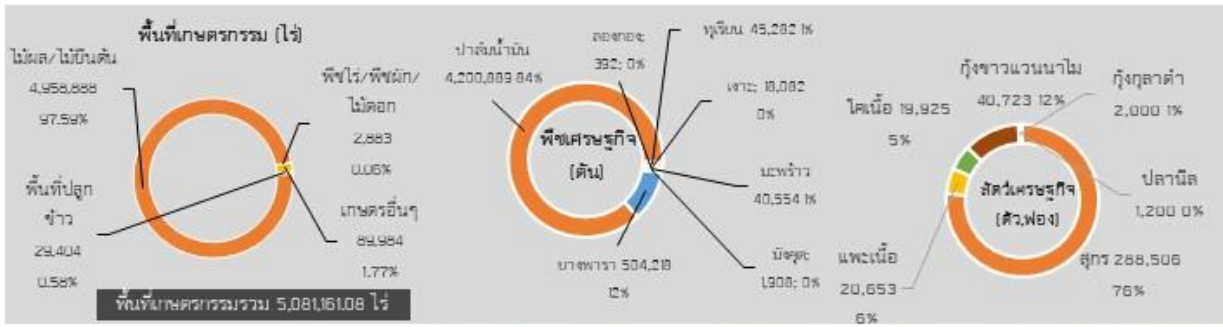 พื้นที่เกษตรกรรม (ไร่)
ไม้ผล/ไม้ยืนต้น
4,958,888
97.59%
พืชไร่/พืชผัก/
ไม้ดอก
2,883
0.06%
พื้นที่ปลูก
ข้าว
29,404
0.58%
เกษตรอื่นๆ
89,984
1.77%
พื้นที่เกษตรกรรมรวม 5,081,161.08 ไร่
ปาล์มน้ำมัน
4,200,889 84%
ลองกอง;
392; 0%
ทุเรียน 45,282 1%
เงาะ; 18,082
0%
พืชเศรษฐกิจ
(ตัน)
มะพร้าว
40,554 1%
มังคุด;
1,908; 0%
ยางพารา 504,218
12%
กุ้งขาวแวนนาไม
40,723 12%
กุ้งกุลาดำ
2,000 1%
โคเนื้อ 19,925
5%
สัตว์เศรษฐกิจ
(ตัว,ฟอง)
ปลานิล
1,200 0%
แพะเนื้อ
20,653
6%
สุกร 288,506
76%